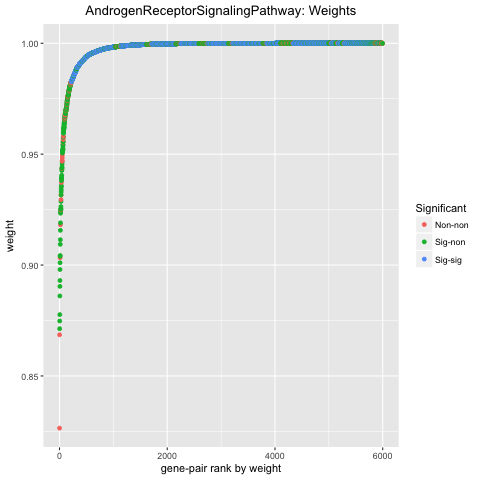 AndrogenReceptorSignalingPathway: Weights
1.00
0.95
0.90
0.85
weight
0
2000
4000
6000
gene-pair rank by weight
Significant
Non-non
Sig-non
Sig-sig